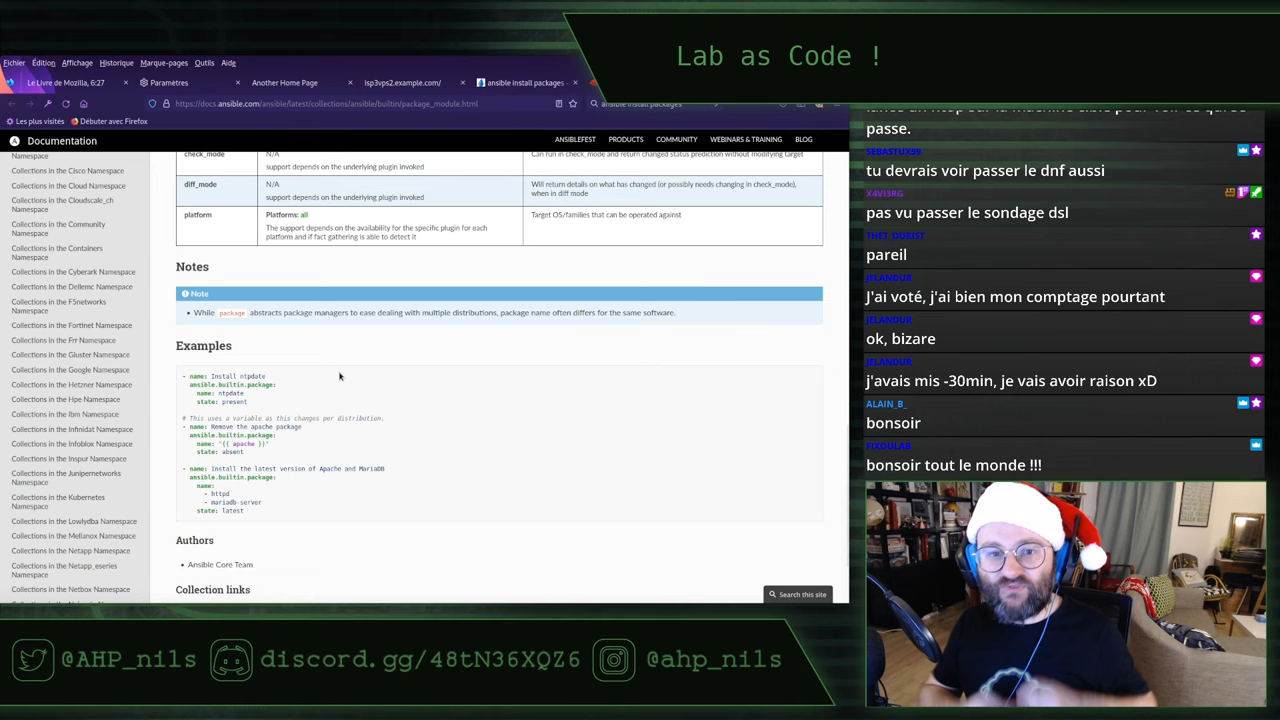 Lab as Code !
Fichier Édition Affichage Historique Marque-pages Outils Aide
Le Livre de Mozilla, 6:27 × Paramètres × Another Home Page × isp3vps2.example.com/ × ansible install packages - ×
https://docs.ansible.com/ansible/latest/collections/ansible/builtin/package_module.html
ansible install packages
Les plus visités Débuter avec Firefox
Documentation
ANSIBLEFEST PRODUCTS COMMUNITY WEBINARS & TRAINING BLOG
Namespace
Collections in the Cisco Namespace
Collections in the Cloud Namespace
Collections in the Cloudscale_ch
Namespace
Collections in the Community
Namespace
Collections in the Containers
Namespace
Collections in the Cyberark Namespace
Collections in the Dellemc Namespace
Collections in the F5networks
Namespace
Collections in the Fortinet Namespace
Collections in the Frr Namespace
Collections in the Gluster Namespace
Collections in the Google Namespace
Collections in the Hetzner Namespace
Collections in the Hpe Namespace
Collections in the Ibm Namespace
Collections in the Infinidat Namespace
Collections in the Infoblox Namespace
Collections in the Inspur Namespace
Collections in the Junipernetworks
Namespace
Collections in the Kubernetes
Namespace
Collections in the Lowlydba Namespace
Collections in the Mellanox Namespace
Collections in the Netapp Namespace
Collections in the Netapp_eseries
Namespace
Collections in the Netbox Namespace
check_mode N/A Can run in check_mode and return changed status prediction without modifying target
support depends on the underlying plugin invoked
diff_mode N/A Will return details on what has changed (or possibly needs changing in check_mode),
when in diff mode
support depends on the underlying plugin invoked
platform Platforms: all Target OS/families that can be operated against
The support depends on the availability for the specific plugin for each
platform and if fact gathering is able to detect it
Notes
Note
• While package abstracts package managers to ease dealing with multiple distributions, package name often differs for the same software.
Examples
- name: Install ntpdate
ansible.builtin.package:
name: ntpdate
state: present
# This uses a variable as this changes per distribution.
- name: Remove the apache package
ansible.builtin.package:
name: "{{ apache }}"
state: absent
- name: Install the latest version of Apache and MariaDB
ansible.builtin.package:
name:
- httpd
- mariadb-server
state: latest
Authors
• Ansible Core Team
Collection links
Search this site
passe.
SEBASTUX59
tu devrais voir passer le dnf aussi
X4VI3RG
pas vu passer le sondage dsl
THET_OURIST
pareil
JELANDUR
J'ai voté, j'ai bien mon comptage pourtant
JELANDUR
ok, bizare
JELANDUR
j'avais mis -30min, je vais avoir raison xD
ALAIN_B_
bonsoir
FIXOULAB
bonsoir tout le monde !!!
@AHP_nils discord.gg/48tN36XQZ6 @ahp_nils